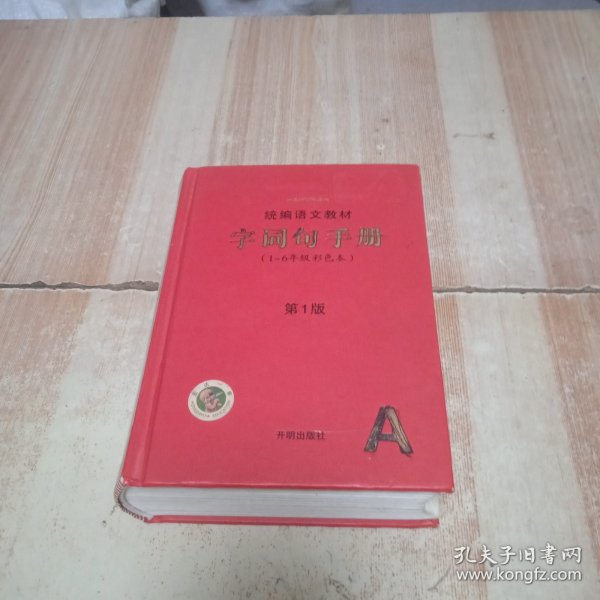 统编语文教材
字词句手册
(1-6年级彩色本)
第1版
开明出版社
A
孔夫子旧书网
www.kongfz.com